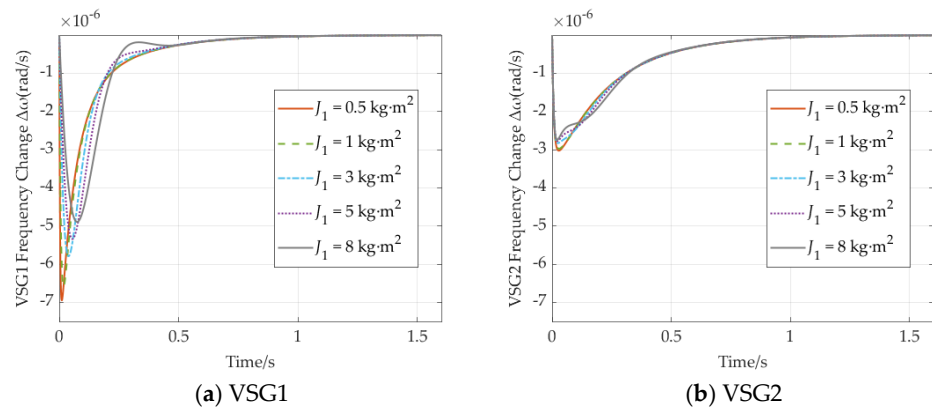 ×10⁻⁶
-1
-2
-3
-4
-5
-6
-7
VSG1 Frequency Change Δω(rad/s)
J₁ = 0.5 kg·m²
J₁ = 1 kg·m²
J₁ = 3 kg·m²
J₁ = 5 kg·m²
J₁ = 8 kg·m²
0 0.5 1 1.5
Time/s
(a) VSG1
×10⁻⁶
-1
-2
-3
-4
-5
-6
-7
VSG2 Frequency Change Δω(rad/s)
J₁ = 0.5 kg·m²
J₁ = 1 kg·m²
J₁ = 3 kg·m²
J₁ = 5 kg·m²
J₁ = 8 kg·m²
0 0.5 1 1.5
Time/s
(b) VSG2